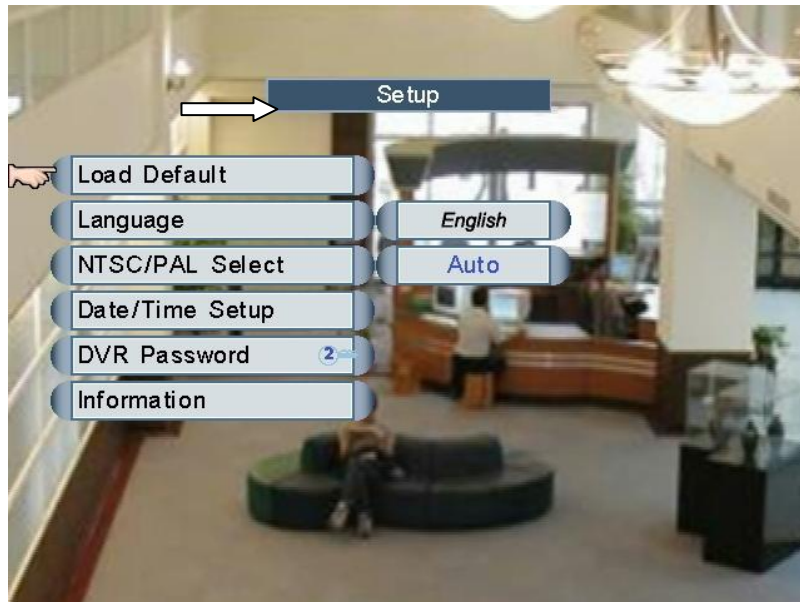 Setup
Load Default
Language English
NTSC/PAL Select Auto
Date/Time Setup
DVR Password 2
Information